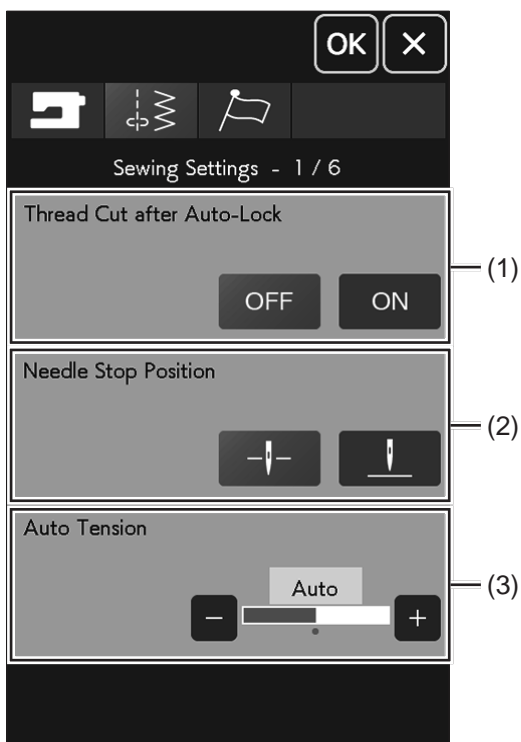 OK
Sewing Settings - 1 / 6
Thread Cut after Auto-Lock
OFF ON
(1)
Needle Stop Position
(2)
Auto Tension
Auto
− +
(3)